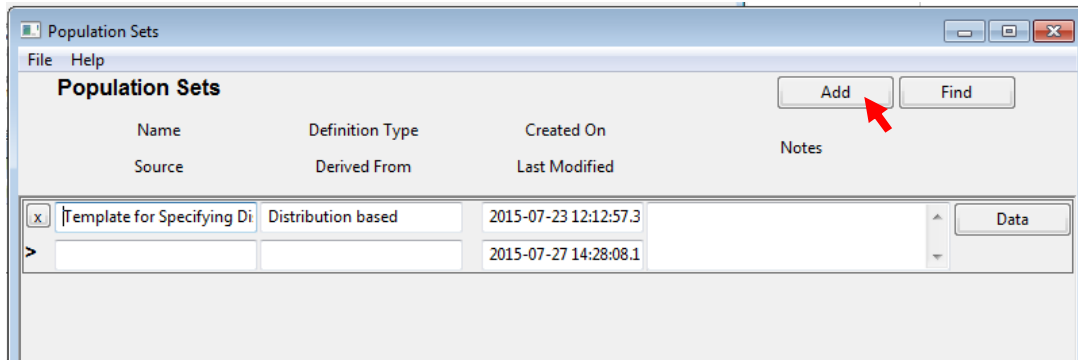 Population Sets
File Help
Population Sets
Add Find
Name Definition Type Created On
Notes
Source Derived From Last Modified
x Template for Specifying Di Distribution based 2015-07-23 12:12:57.3 Data
> 2015-07-27 14:28:08.1